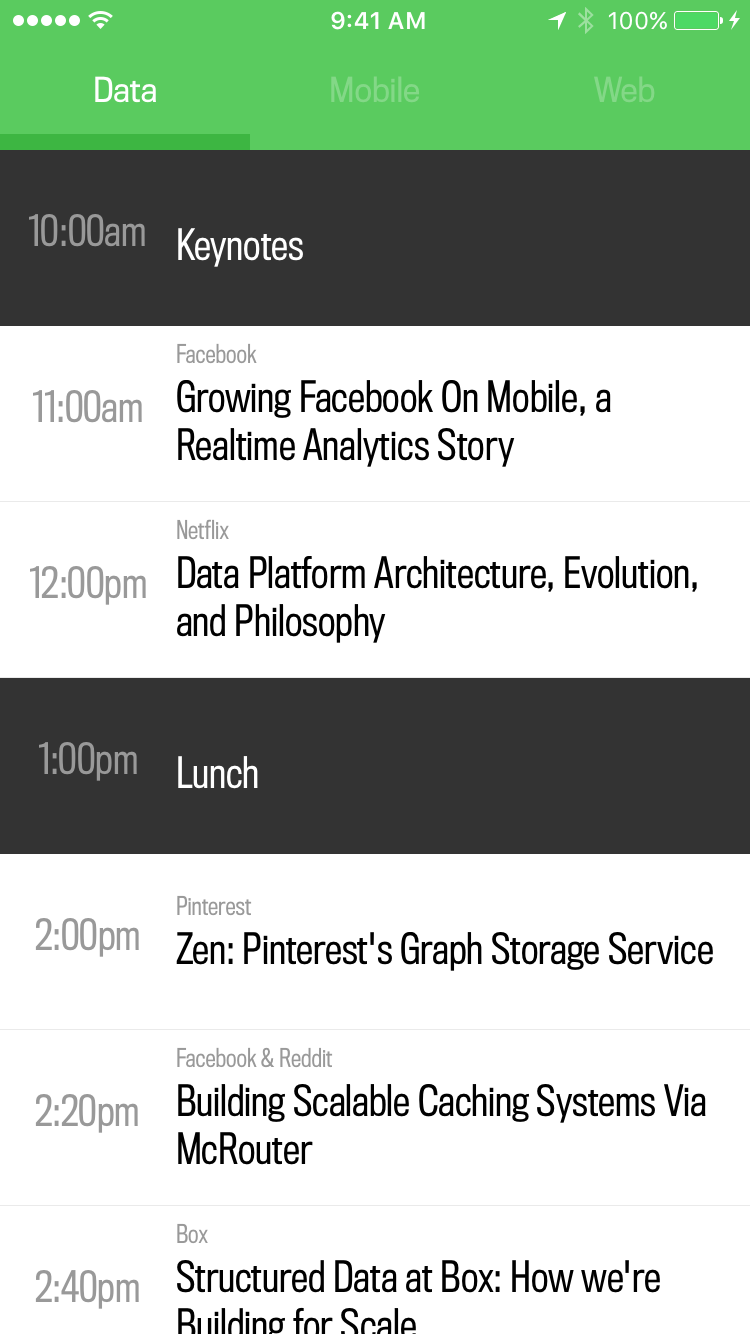 9:41 AM 100%
Data Mobile Web
10:00am Keynotes
Facebook
11:00am Growing Facebook On Mobile, a
Realtime Analytics Story
Netflix
12:00pm Data Platform Architecture, Evolution,
and Philosophy
1:00pm Lunch
Pinterest
2:00pm Zen: Pinterest's Graph Storage Service
Facebook & Reddit
2:20pm Building Scalable Caching Systems Via
McRouter
Box
2:40pm Structured Data at Box: How we're
Building for Scale